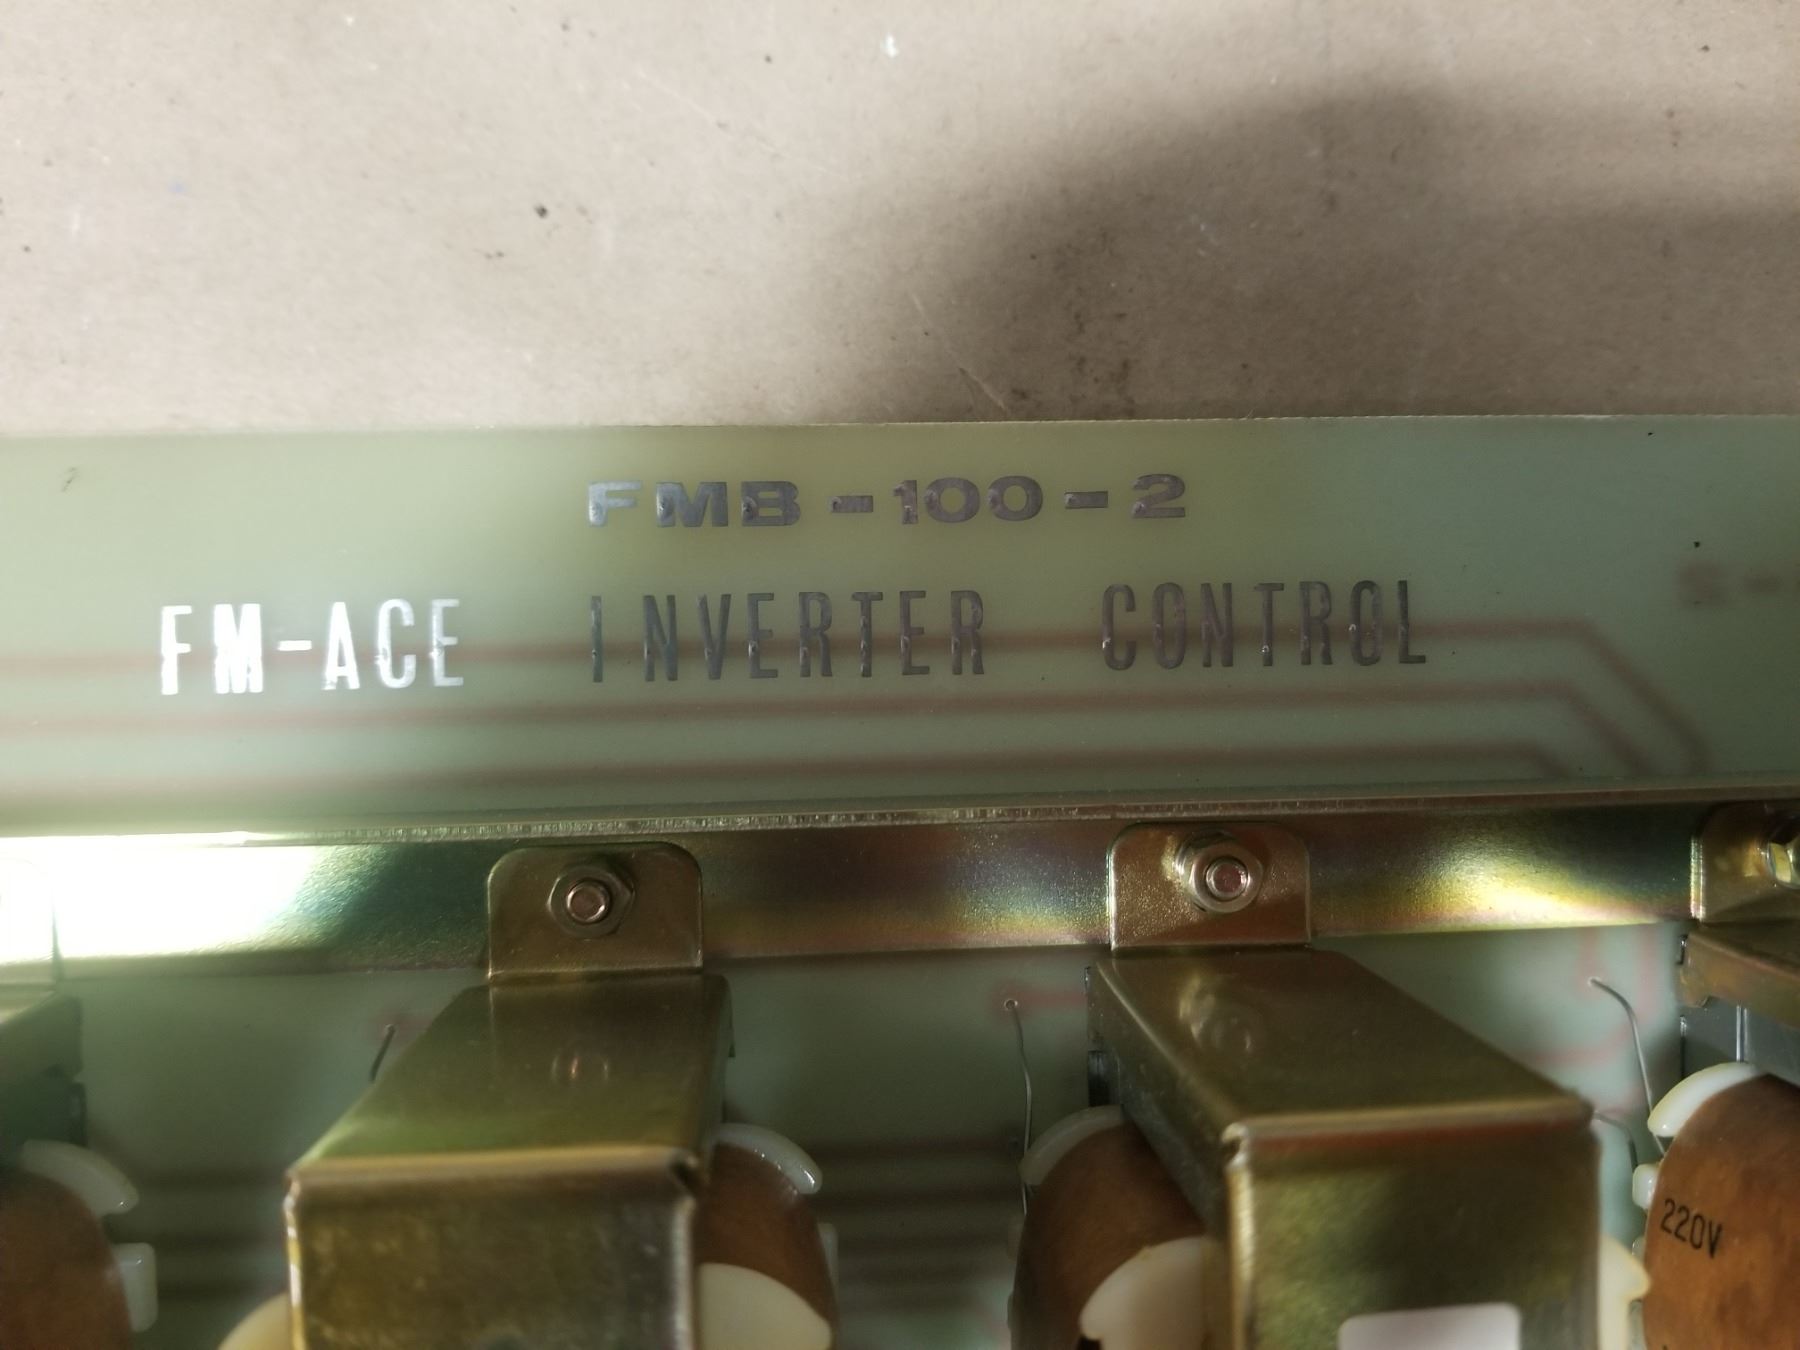 FMB-100-2
FM-ACE INVERTER CONTROL
220V